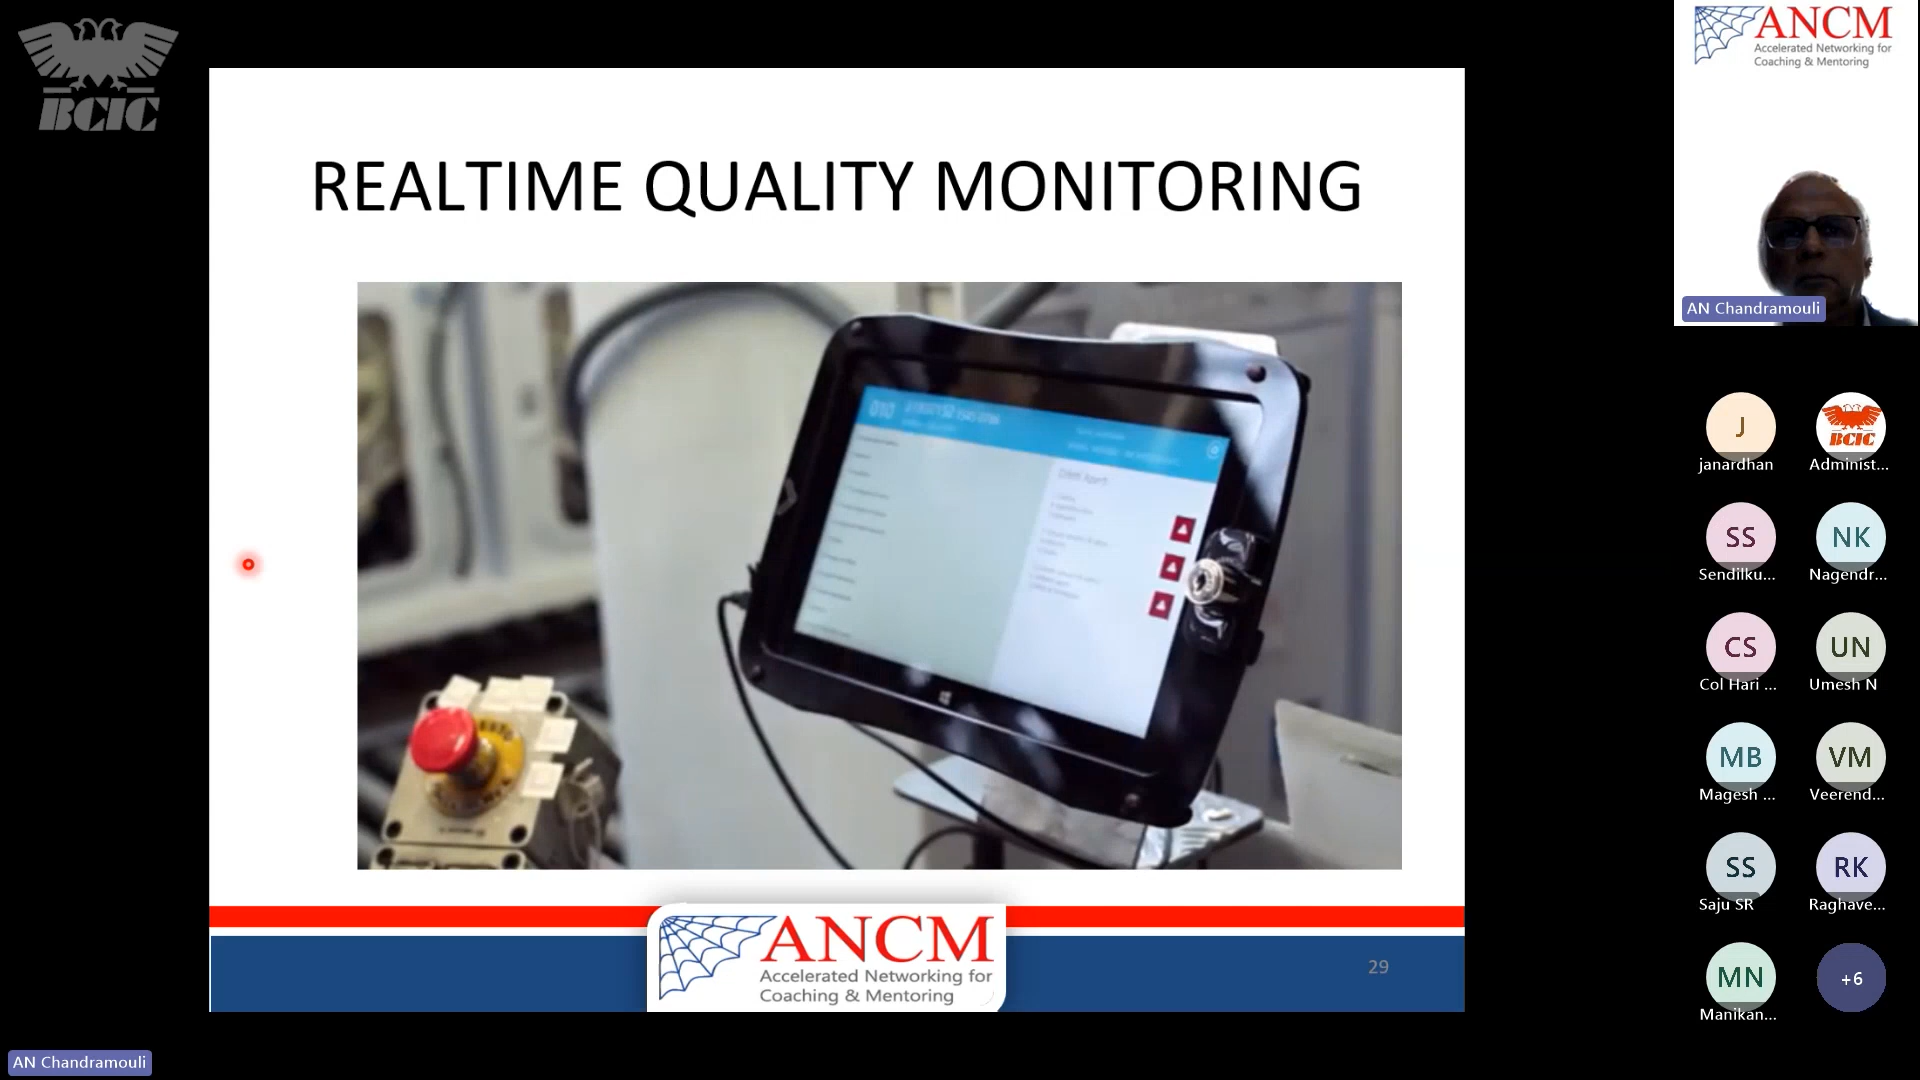 BCIC
REALTIME QUALITY MONITORING
010
ANCM
Accelerated Networking for
Coaching & Mentoring
29
AN Chandramouli
ANCM
Accelerated Networking for
Coaching & Mentoring
AN Chandramouli
J
janardhan
BCIC
Administ...
SS
Sendilku...
NK
Nagendr...
CS
Col Hari ...
UN
Umesh N
MB
Magesh ...
VM
Veerend...
SS
Saju SR
RK
Raghave...
MN
Manikan...
+6